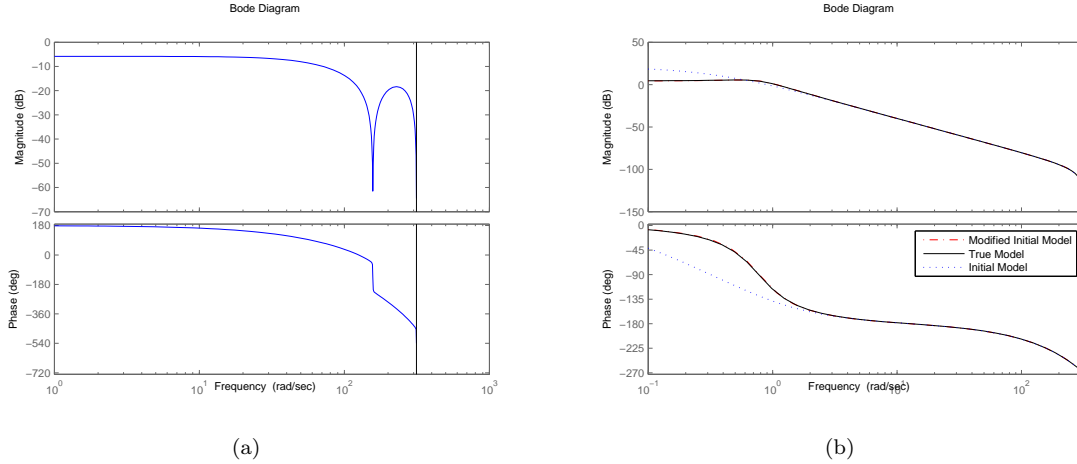 Bode Diagram
Magnitude (dB)
0
−10
−20
−30
−40
−50
−60
−70
Phase (deg)
180
0
−180
−360
−540
−720
10^0
10^1
10^2
10^3
Frequency (rad/sec)
(a)
Bode Diagram
Magnitude (dB)
50
0
−50
−100
−150
Phase (deg)
0
−45
−90
−135
−180
−225
−270
Modified Initial Model
True Model
Initial Model
10^−1
10^0
10^1
10^2
Frequency (rad/sec)
(b)